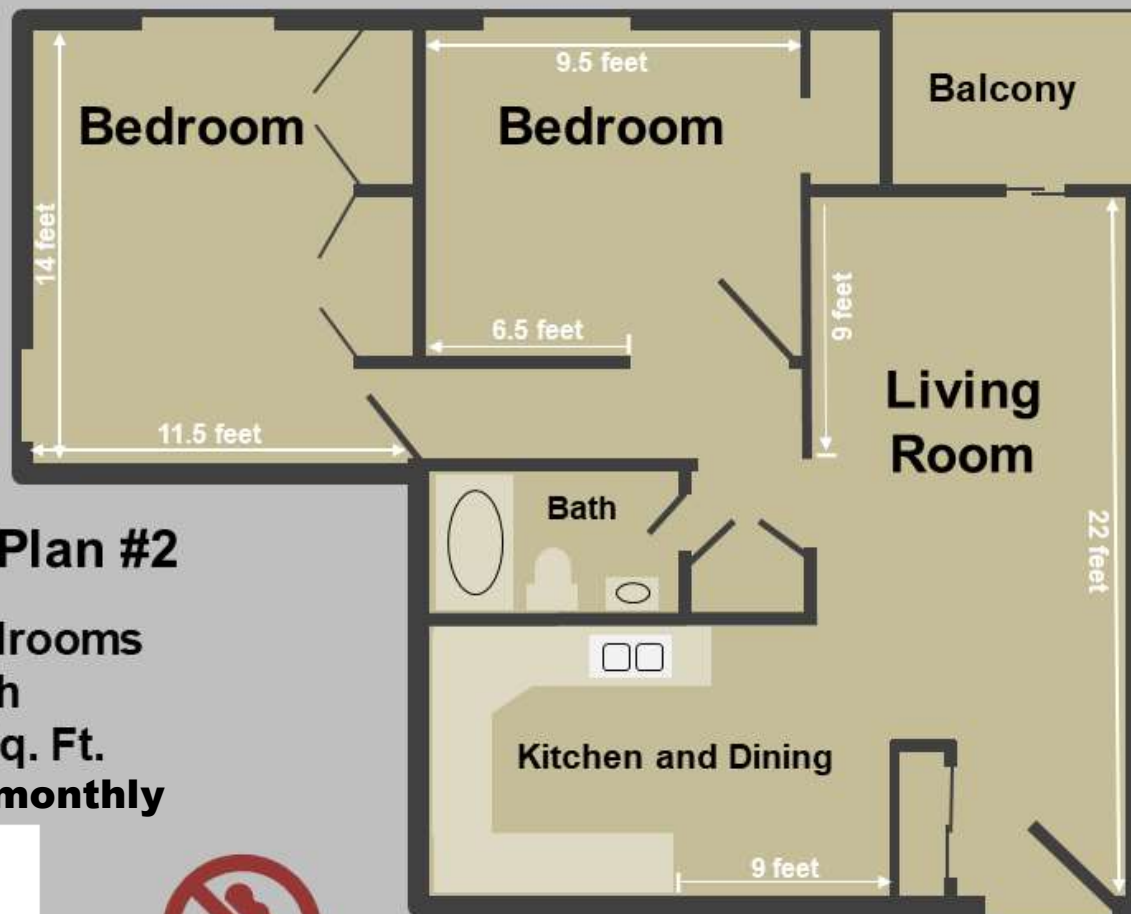 9.5 feet
Balcony
Bedroom
Bedroom
14 feet
6.5 feet
9 feet
Living
Room
11.5 feet
Bath
22 feet
Plan #2
h
q. Ft.
monthly
Kitchen and Dining
9 feet